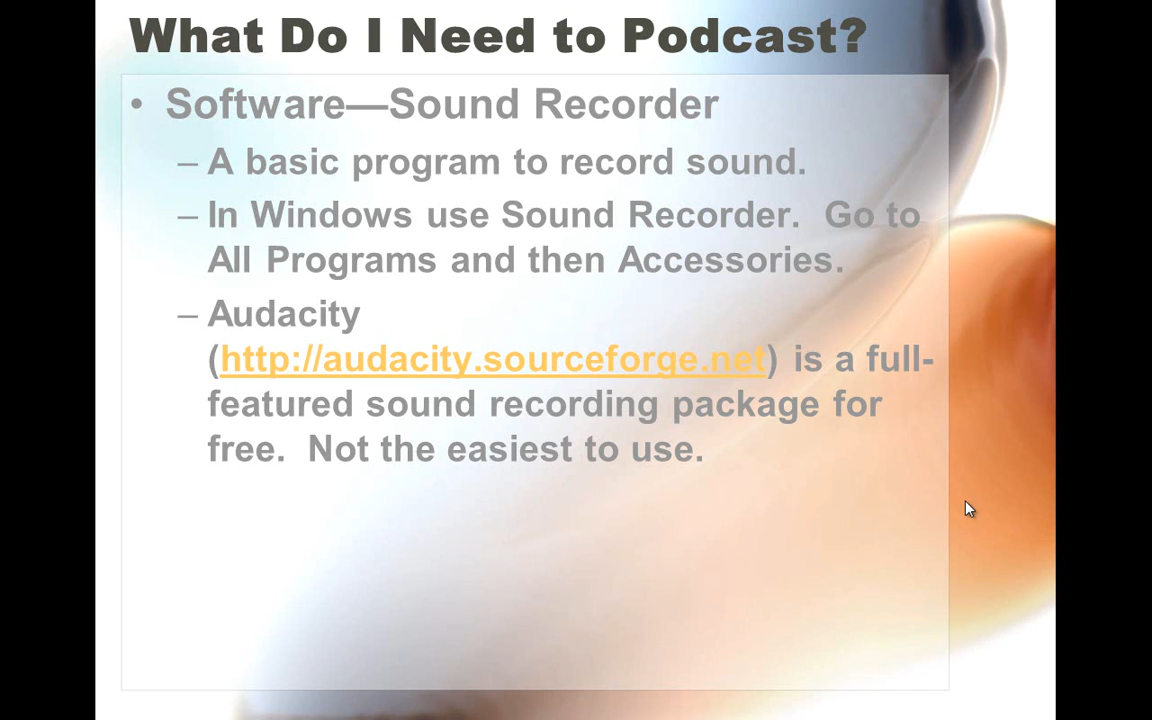 What Do I Need to Podcast?
• Software—Sound Recorder
– A basic program to record sound.
– In Windows use Sound Recorder.  Go to
All Programs and then Accessories.
– Audacity
(http://audacity.sourceforge.net) is a full-
featured sound recording package for
free.  Not the easiest to use.